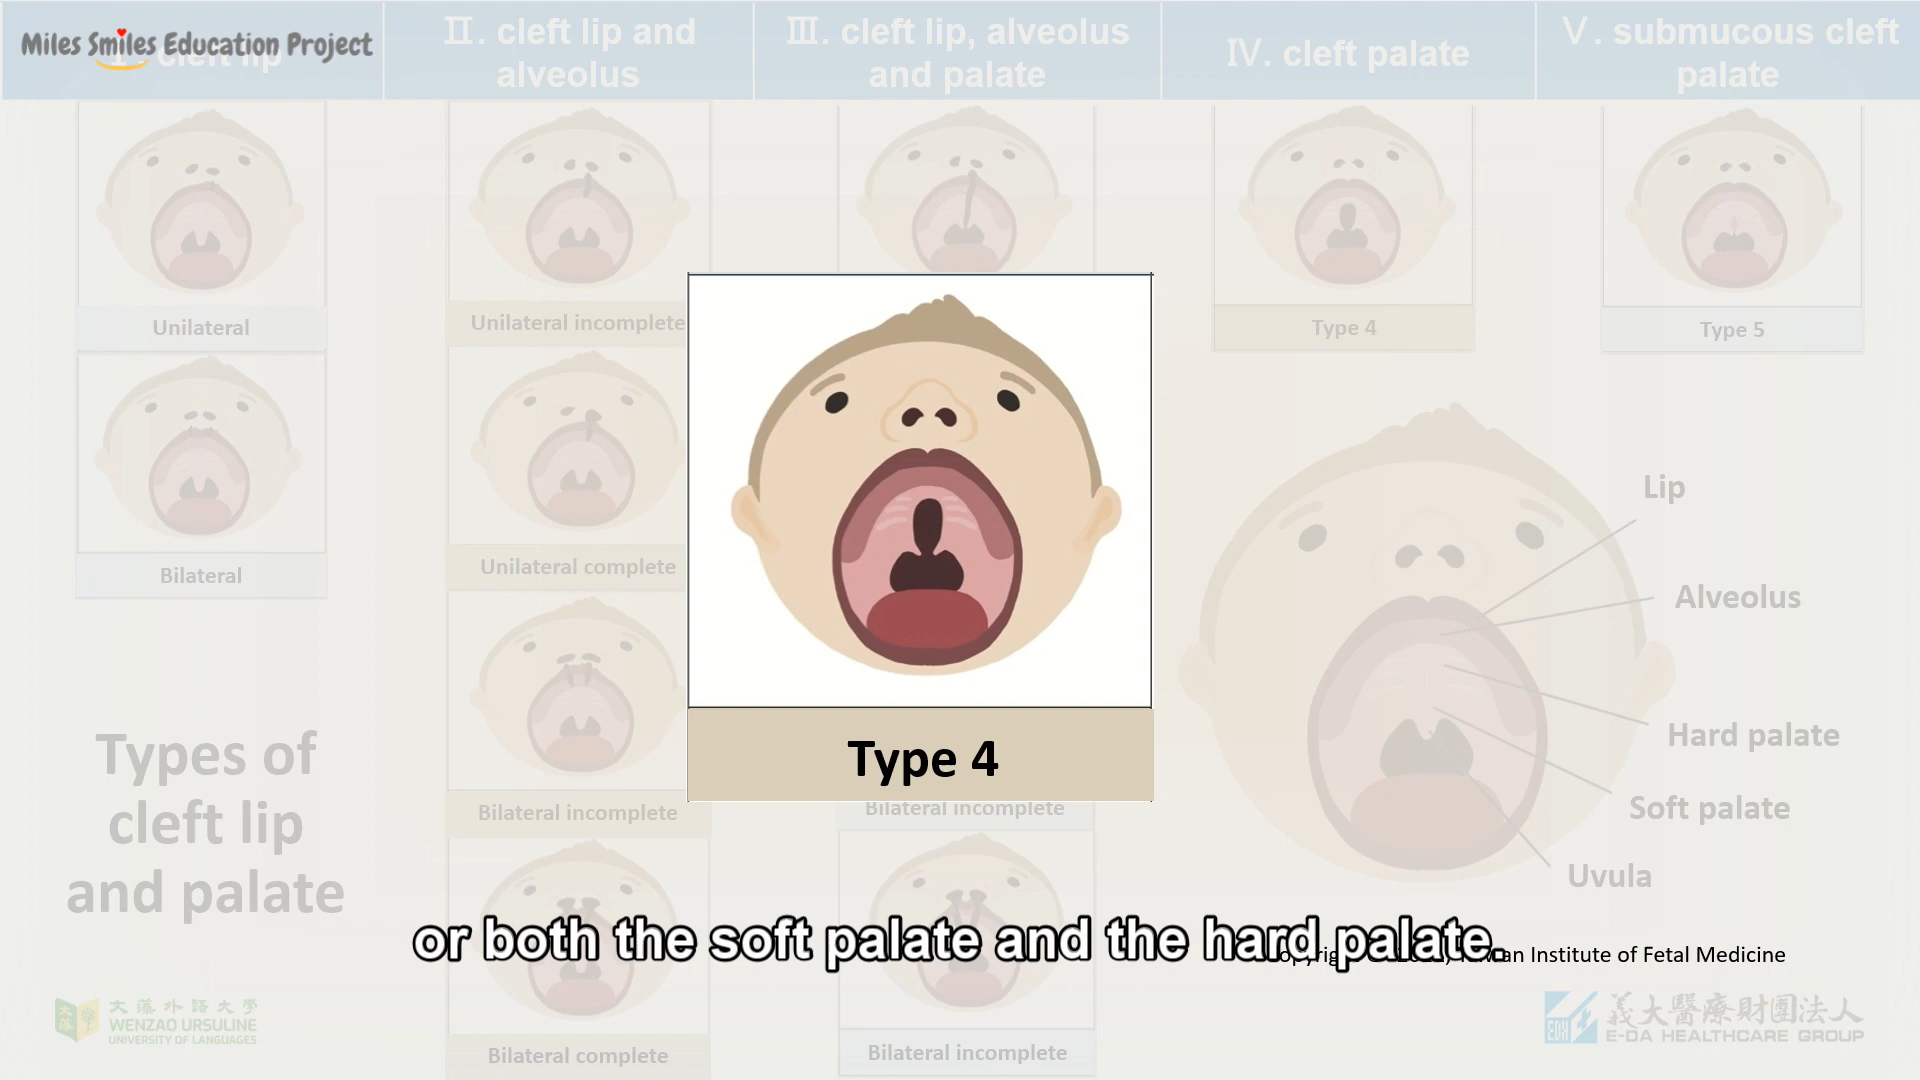 Miles Smiles Education Project
I. cleft lip
II. cleft lip and
alveolus
III. cleft lip, alveolus
and palate
IV. cleft palate
V. submucous cleft
palate
Unilateral
Bilateral
Unilateral incomplete
Unilateral complete
Bilateral incomplete
Bilateral complete
Bilateral incomplete
Bilateral incomplete
Type 4
Type 5
Type 4
Lip
Alveolus
Hard palate
Soft palate
Uvula
Types of
cleft lip
and palate
or both the soft palate and the hard palate.
Institute of Fetal Medicine
文藻外語大學
WENZAO URSULINE
UNIVERSITY OF LANGUAGES
EDH
義大醫療財團法人
E-DA HEALTHCARE GROUP